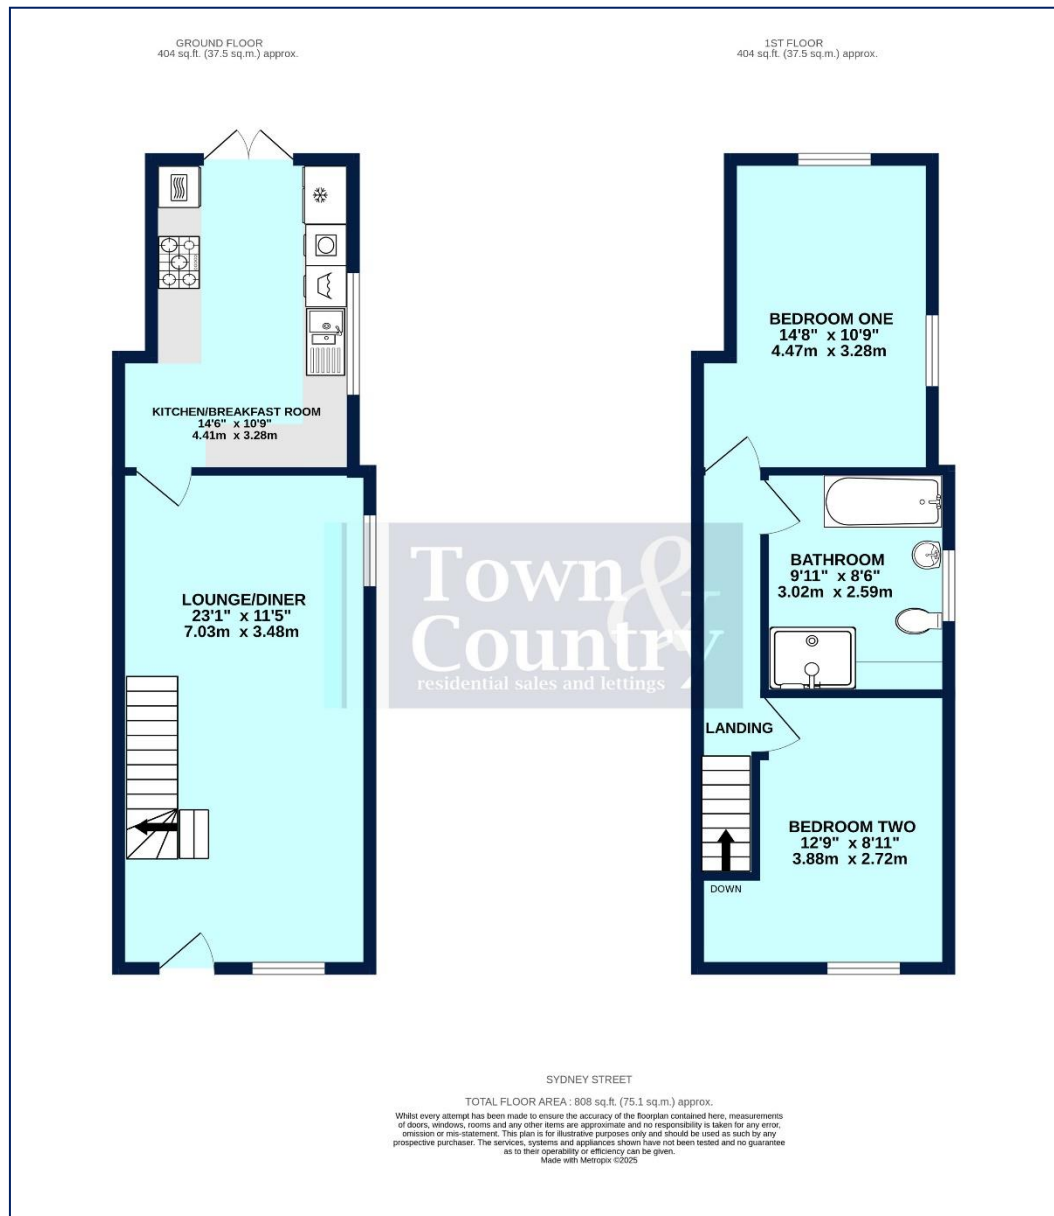 GROUND FLOOR
404 sq.ft. (37.5 sq.m.) approx.
1ST FLOOR
404 sq.ft. (37.5 sq.m.) approx.
KITCHEN/BREAKFAST ROOM
14'6" x 10'9"
4.41m x 3.28m
BEDROOM ONE
14'8" x 10'9"
4.47m x 3.28m
LOUNGE/DINER
23'1" x 11'5"
7.03m x 3.48m
Town &
Country
residential sales and lettings
BATHROOM
9'11" x 8'6"
3.02m x 2.59m
LANDING
BEDROOM TWO
12'9" x 8'11"
3.88m x 2.72m
DOWN
SYDNEY STREET
TOTAL FLOOR AREA : 808 sq.ft. (75.1 sq.m.) approx.
Whilst every attempt has been made to ensure the accuracy of the floorplan contained here, measurements
of doors, windows, rooms and any other items are approximate and no responsibility is taken for any error,
omission or mis-statement. This plan is for illustrative purposes only and should be used as such by any
prospective purchaser. The services, systems and appliances shown have not been tested and no guarantee
as to their operability or efficiency can be given.
Made with Metropix ©2025